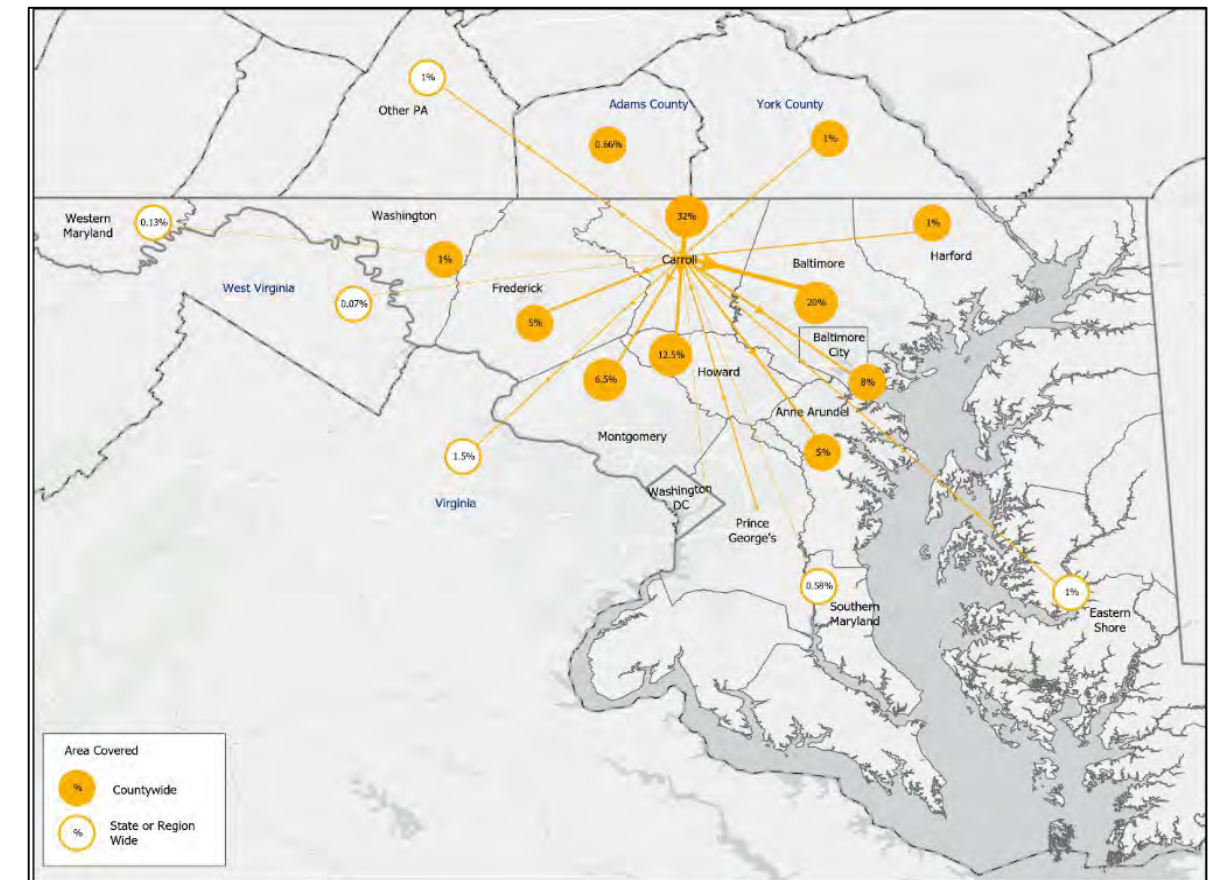 1%
Other PA
Adams County
0.66%
York County
1%
Western
Maryland
0.13%
Washington
1%
32%
Carroll
1%
Harford
West Virginia
0.07%
Frederick
5%
Baltimore
20%
Baltimore
City
8%
12.5%
Howard
6.5%
Montgomery
Anne Arundel
5%
1.5%
Virginia
Washington
DC
Prince
George's
0.58%
Southern
Maryland
1%
Eastern
Shore
Area Covered
% Countywide
% State or Region
Wide